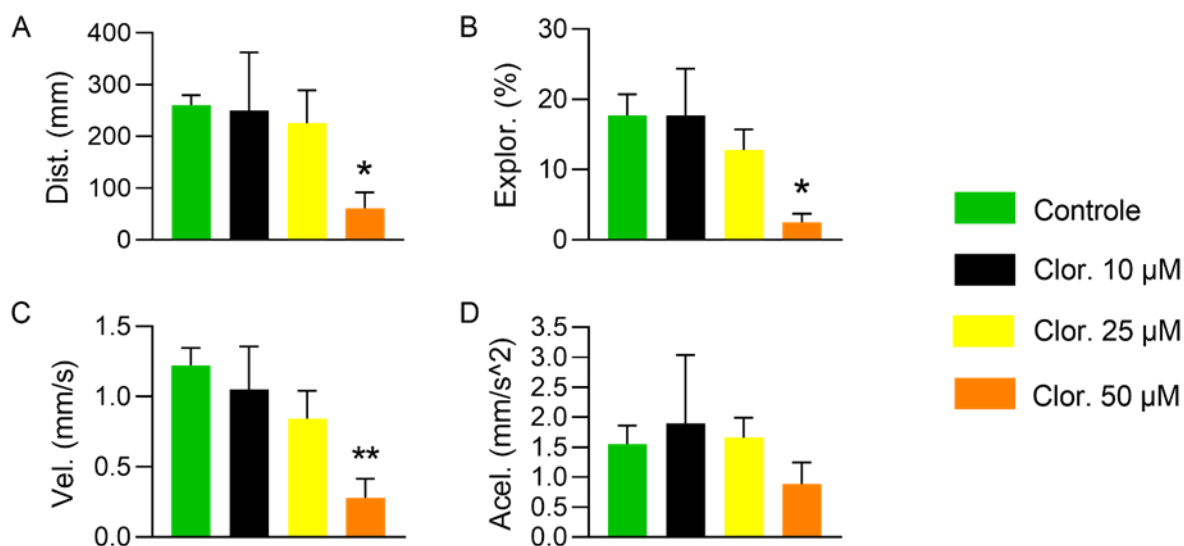 A
Dist. (mm)
400
300
200
100
0
*
B
Explor. (%)
30
20
10
0
*
C
Vel. (mm/s)
1.5
1.0
0.5
0.0
**
D
Acel. (mm/s^2)
3.5
3.0
2.5
2.0
1.5
1.0
0.5
0.0
Controle
Clor. 10 µM
Clor. 25 µM
Clor. 50 µM